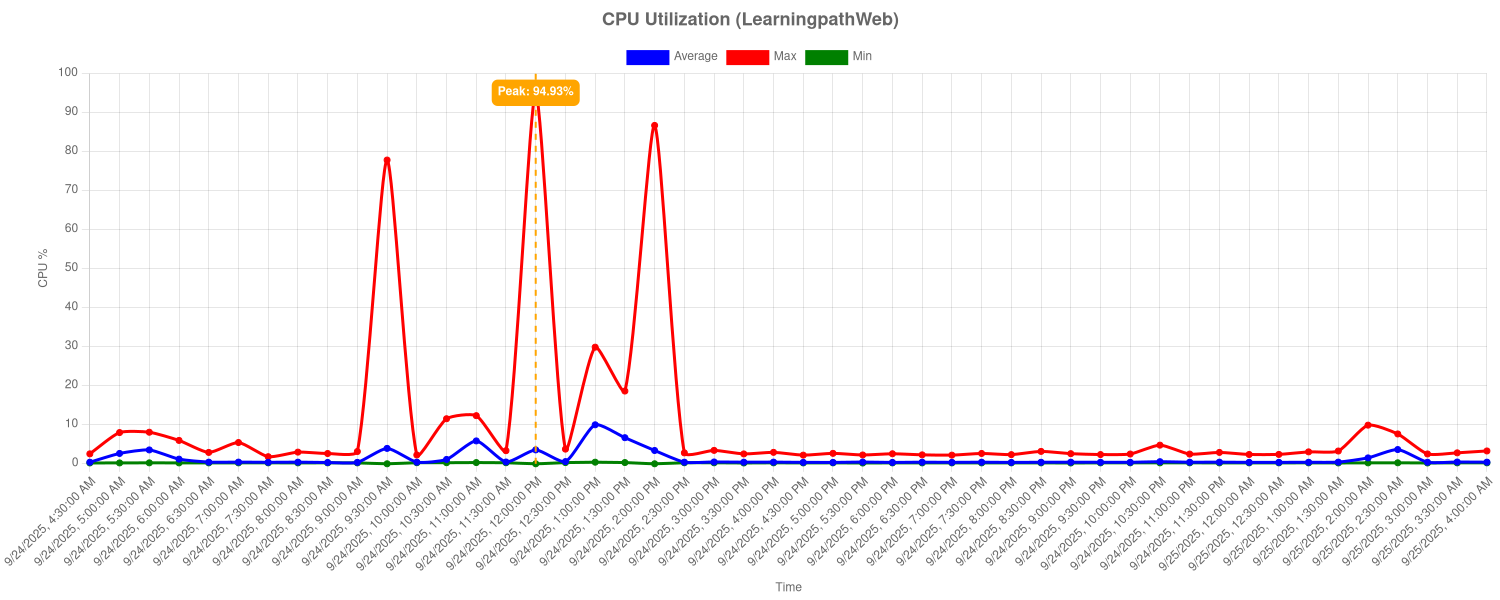 CPU Utilization (LearningpathWeb)
Average Max Min
Peak: 94.93%
CPU %
100
90
80
70
60
50
40
30
20
10
0
9/24/2025, 4:30:00 AM
9/24/2025, 5:00:00 AM
9/24/2025, 5:30:00 AM
9/24/2025, 6:00:00 AM
9/24/2025, 6:30:00 AM
9/24/2025, 7:00:00 AM
9/24/2025, 7:30:00 AM
9/24/2025, 8:00:00 AM
9/24/2025, 8:30:00 AM
9/24/2025, 9:00:00 AM
9/24/2025, 9:30:00 AM
9/24/2025, 10:00:00 AM
9/24/2025, 10:30:00 AM
9/24/2025, 11:00:00 AM
9/24/2025, 11:30:00 AM
9/24/2025, 12:00:00 PM
9/24/2025, 12:30:00 PM
9/24/2025, 1:00:00 PM
9/24/2025, 1:30:00 PM
9/24/2025, 2:00:00 PM
9/24/2025, 2:30:00 PM
9/24/2025, 3:00:00 PM
9/24/2025, 3:30:00 PM
9/24/2025, 4:00:00 PM
9/24/2025, 4:30:00 PM
9/24/2025, 5:00:00 PM
9/24/2025, 5:30:00 PM
9/24/2025, 6:00:00 PM
9/24/2025, 6:30:00 PM
9/24/2025, 7:00:00 PM
9/24/2025, 7:30:00 PM
9/24/2025, 8:00:00 PM
9/24/2025, 8:30:00 PM
9/24/2025, 9:00:00 PM
9/24/2025, 9:30:00 PM
9/24/2025, 10:00:00 PM
9/24/2025, 10:30:00 PM
9/24/2025, 11:00:00 PM
9/24/2025, 11:30:00 PM
9/25/2025, 12:00:00 AM
9/25/2025, 12:30:00 AM
9/25/2025, 1:00:00 AM
9/25/2025, 1:30:00 AM
9/25/2025, 2:00:00 AM
9/25/2025, 2:30:00 AM
9/25/2025, 3:00:00 AM
9/25/2025, 3:30:00 AM
9/25/2025, 4:00:00 AM
Time